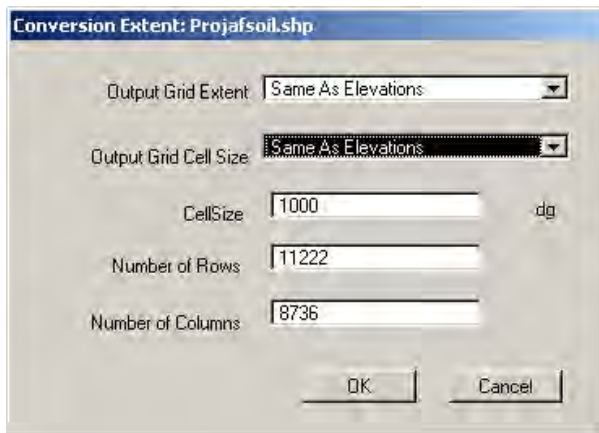 Conversion Extent: Projafsoil.shp
Output Grid Extent Same As Elevations
Output Grid Cell Size Same As Elevations
CellSize 1000 dg
Number of Rows 11222
Number of Columns 8736
OK Cancel